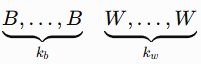 B, . . . , B W, . . . , W
k_b k_w